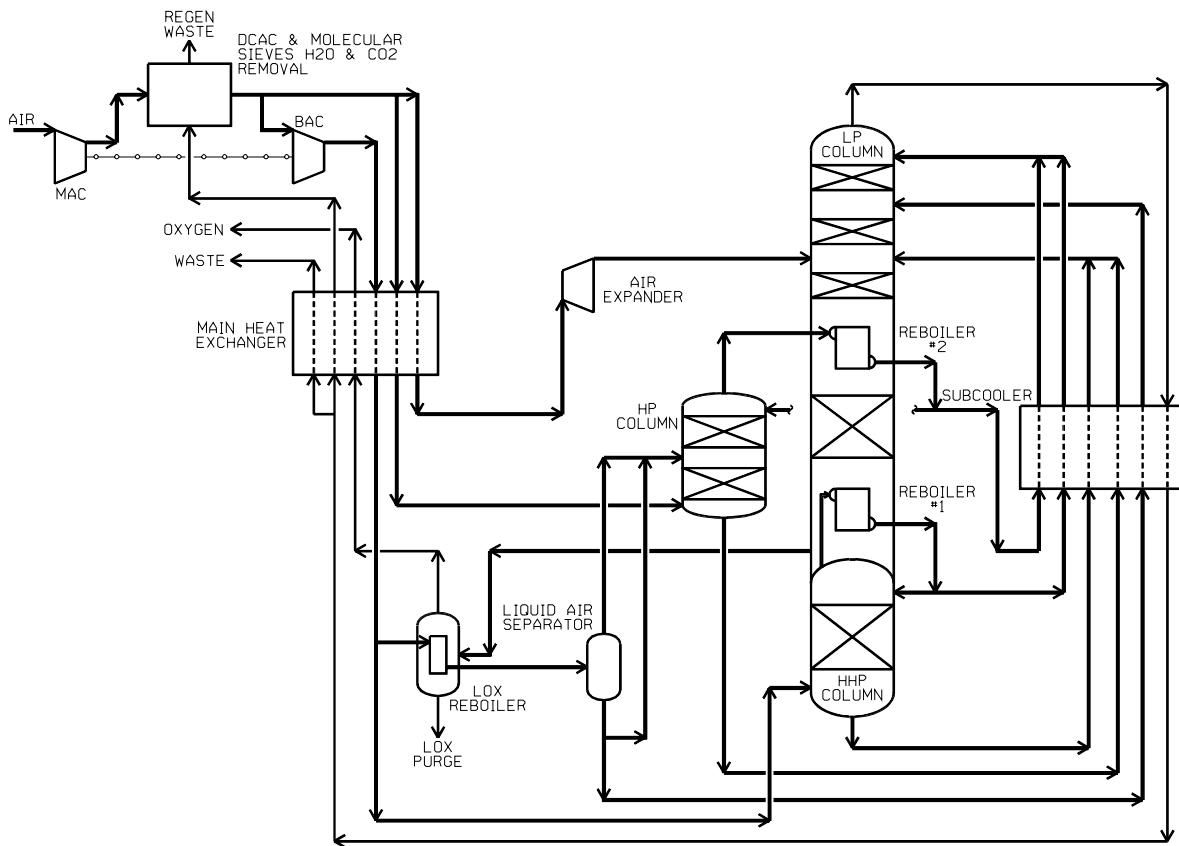 REGEN
WASTE
DCAC & MOLECULAR
SIEVES H2O & CO2
REMOVAL
AIR
BAC
LP
COLUMN
MAC
OXYGEN
WASTE
AIR
EXPANDER
MAIN HEAT
EXCHANGER
REBOILER
#2
SUBCOOLER
HP
COLUMN
REBOILER
#1
LIQUID AIR
SEPARATOR
HHP
COLUMN
LOX
REBOILER
LOX
PURGE